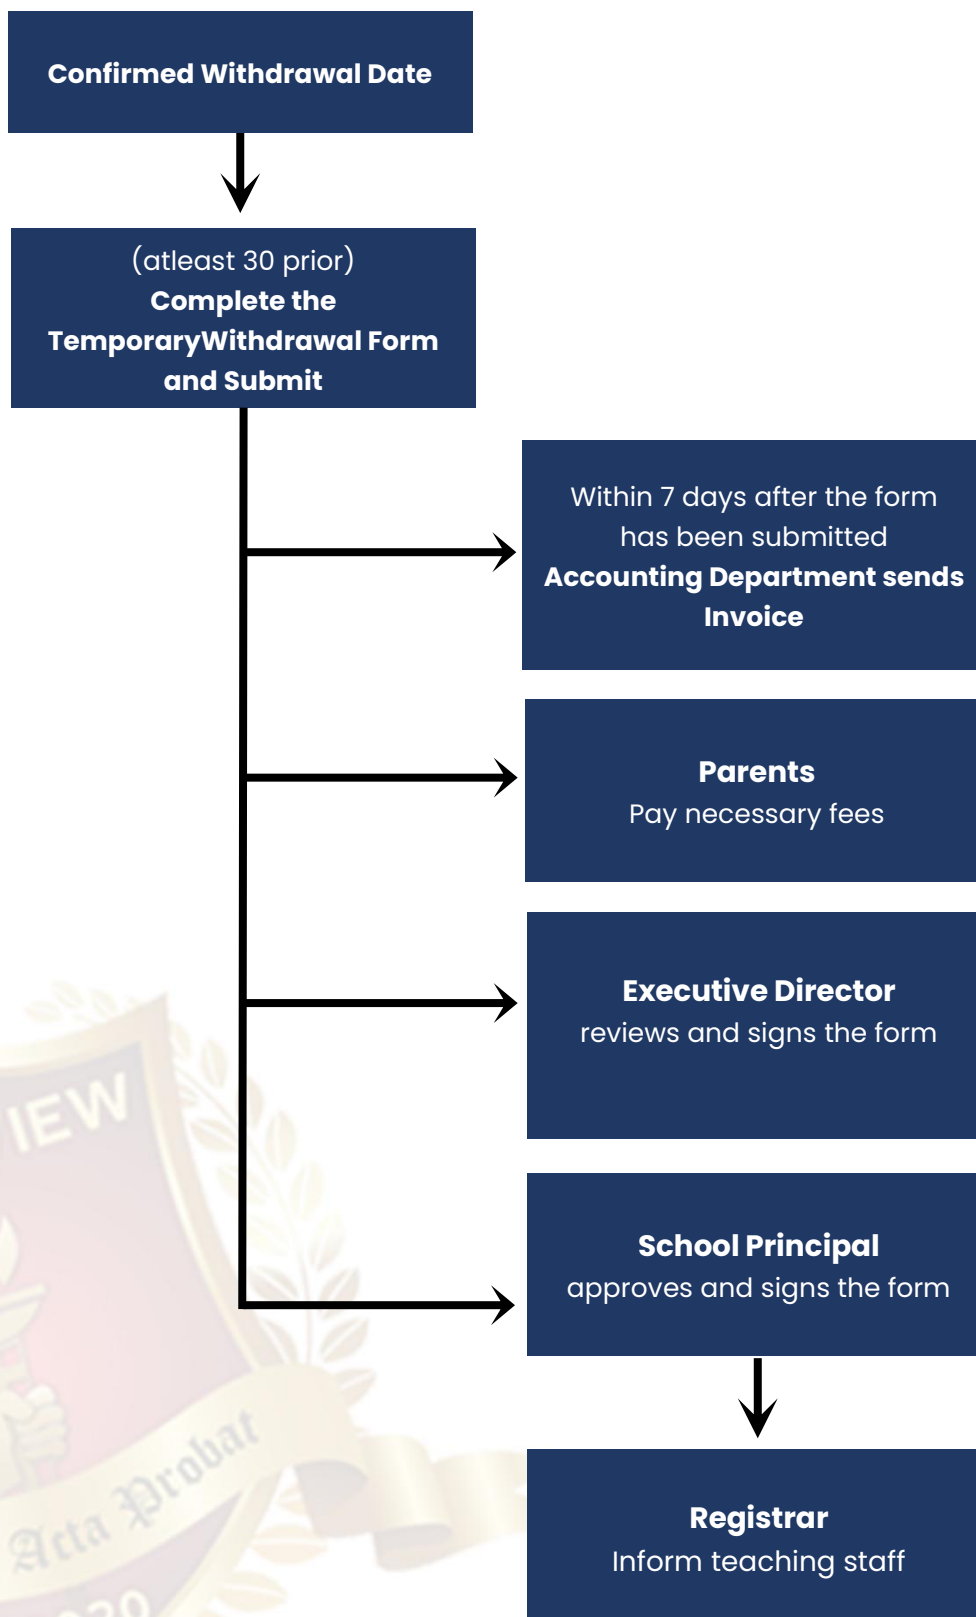 Confirmed Withdrawal Date
(atleast 30 prior)
Complete the
TemporaryWithdrawal Form
and Submit
Within 7 days after the form
has been submitted
Accounting Department sends
Invoice
Parents
Pay necessary fees
Executive Director
reviews and signs the form
School Principal
approves and signs the form
Registrar
Inform teaching staff
IEW
Acta Probat